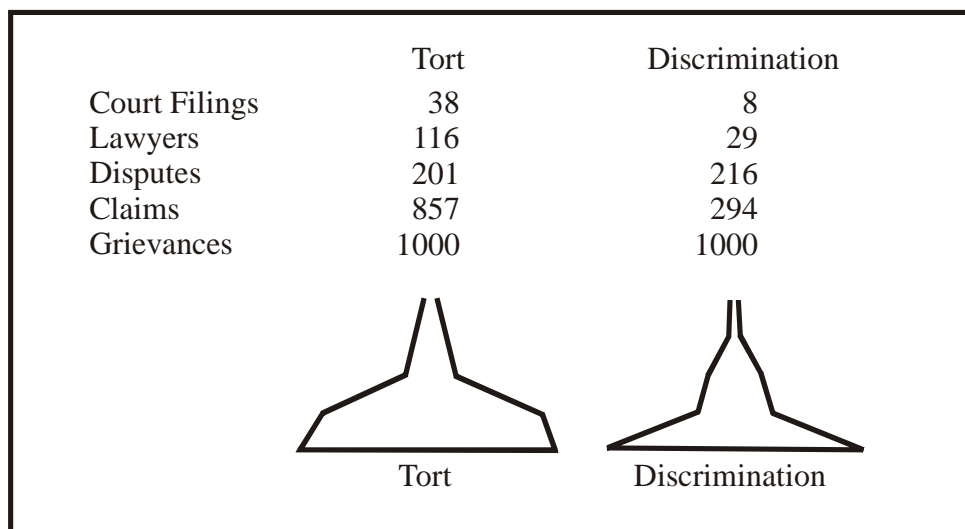 Tort Discrimination
Court Filings 38 8
Lawyers 116 29
Disputes 201 216
Claims 857 294
Grievances 1000 1000
Tort Discrimination